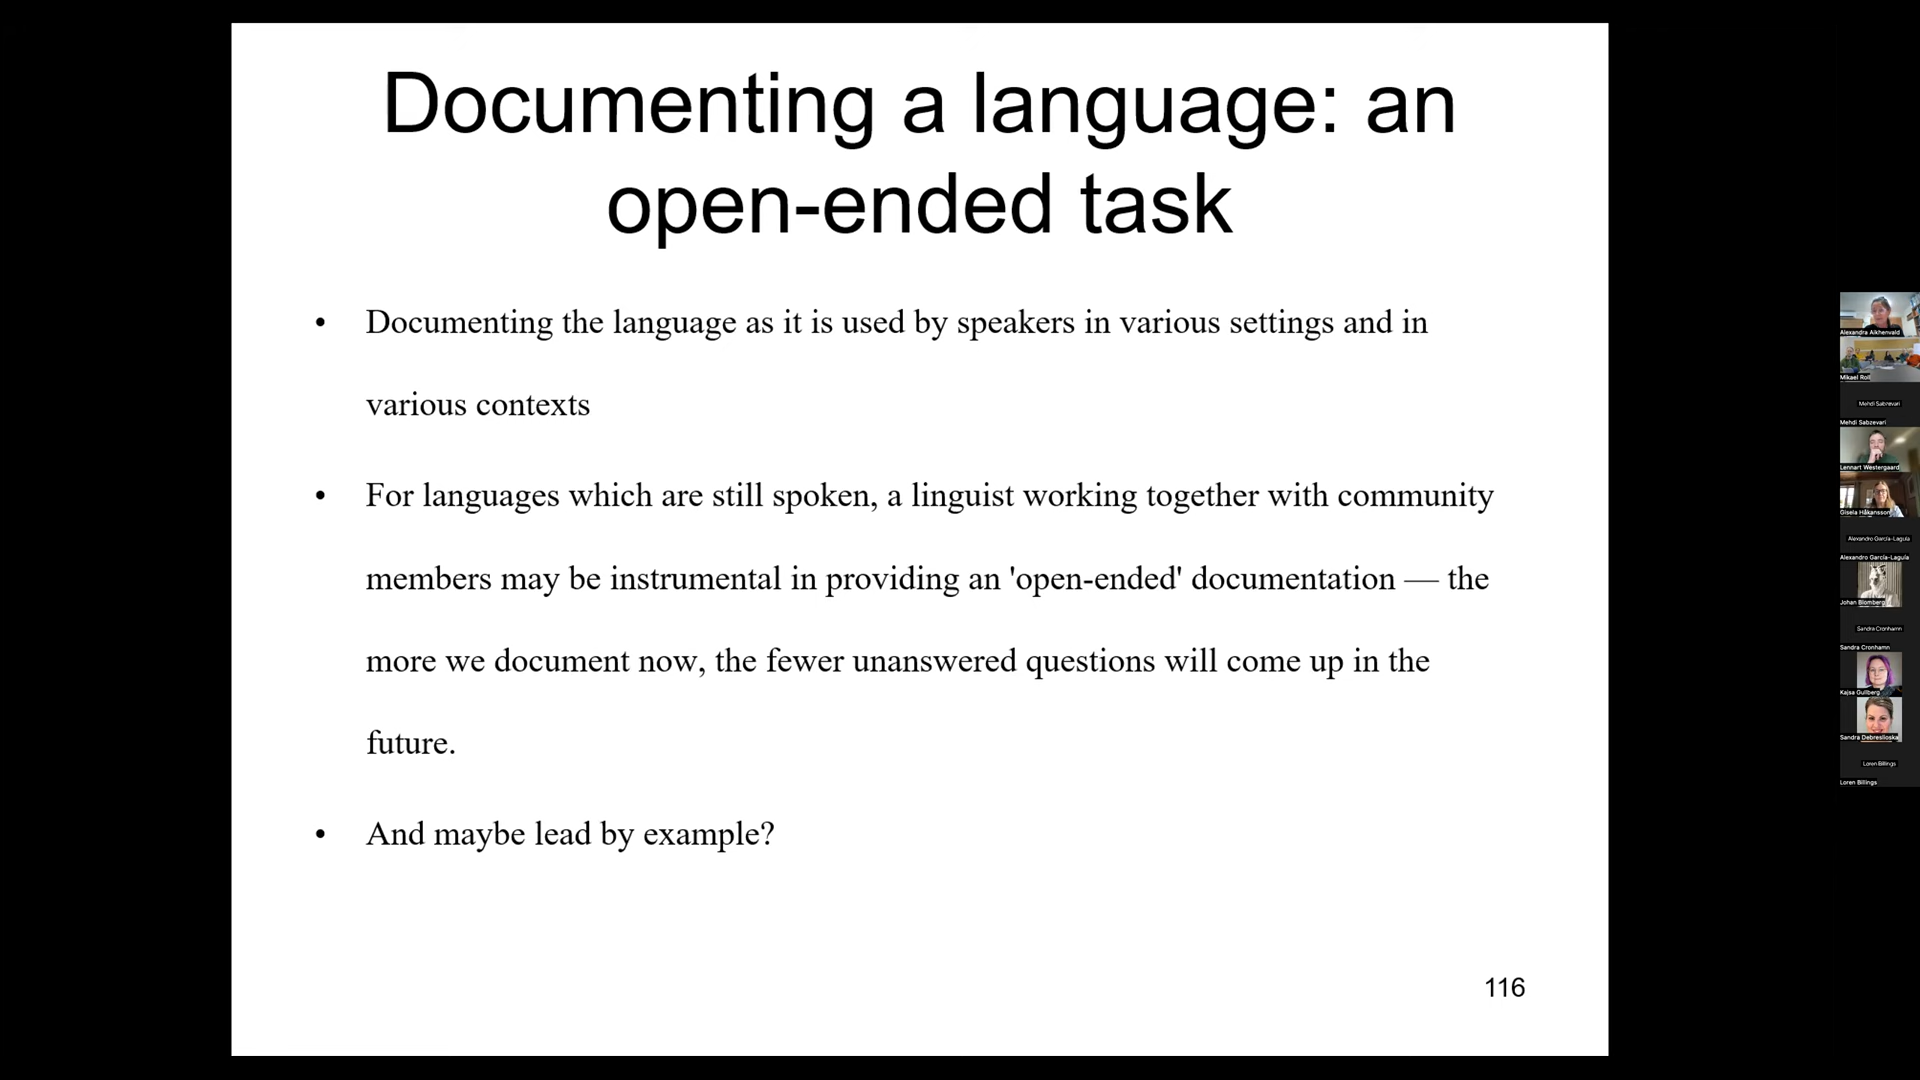 Documenting a language: an
open-ended task
• Documenting the language as it is used by speakers in various settings and in
various contexts
• For languages which are still spoken, a linguist working together with community
members may be instrumental in providing an 'open-ended' documentation — the
more we document now, the fewer unanswered questions will come up in the
future.
• And maybe lead by example?
116
Alexandra Aikhenvald
Mikael Roll
Mehdi Sabzevari
Mehdi Sabzevari
Lennart Westergaard
Gisela Håkansson
Alexandro García-Laguía
Alexandro García-Laguía
Johan Blomberg
Sandra Cronhamn
Sandra Cronhamn
Kajsa Gullberg
Sandra Debreslioska
Loren Billings
Loren Billings